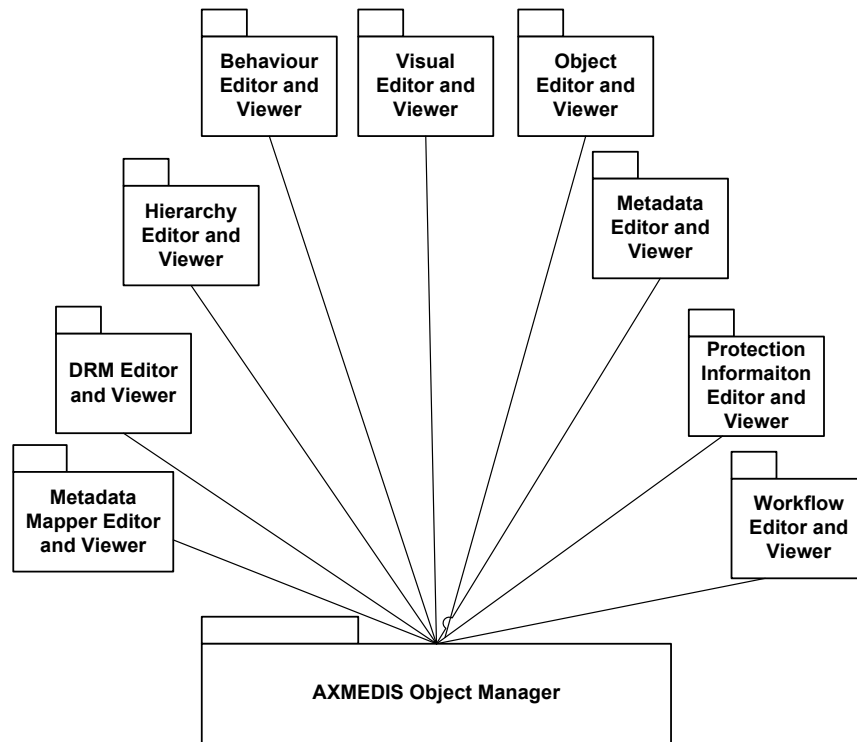 Behaviour
Editor and
Viewer
Visual
Editor and
Viewer
Object
Editor and
Viewer
Hierarchy
Editor and
Viewer
Metadata
Editor and
Viewer
DRM Editor
and Viewer
Protection
Informaiton
Editor and
Viewer
Metadata
Mapper Editor
and Viewer
Workflow
Editor and
Viewer
AXMEDIS Object Manager